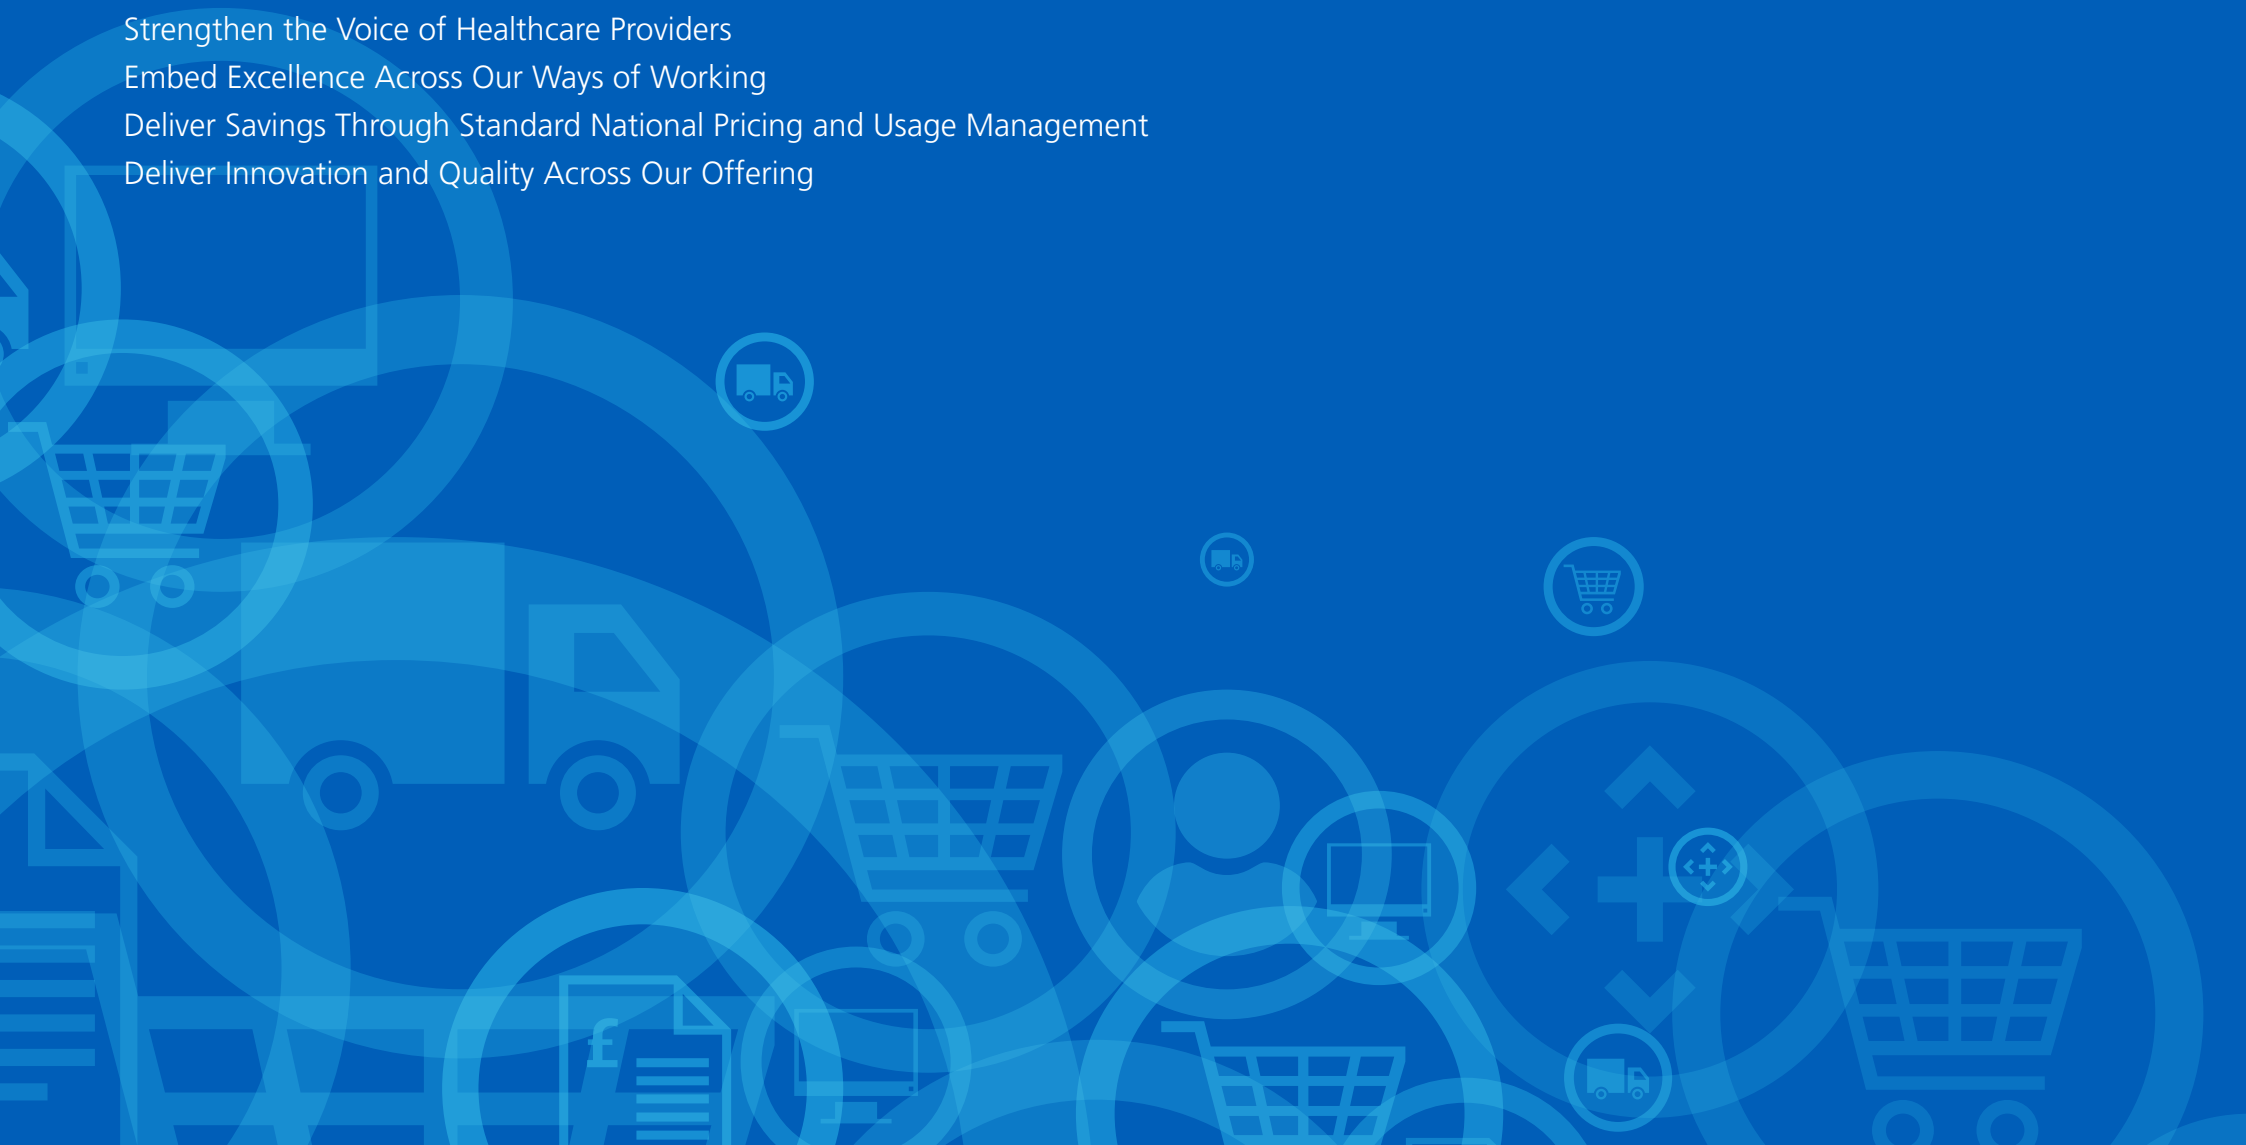 Strengthen the Voice of Healthcare Providers
Embed Excellence Across Our Ways of Working
Deliver Savings Through Standard National Pricing and Usage Management
Deliver Innovation and Quality Across Our Offering
£